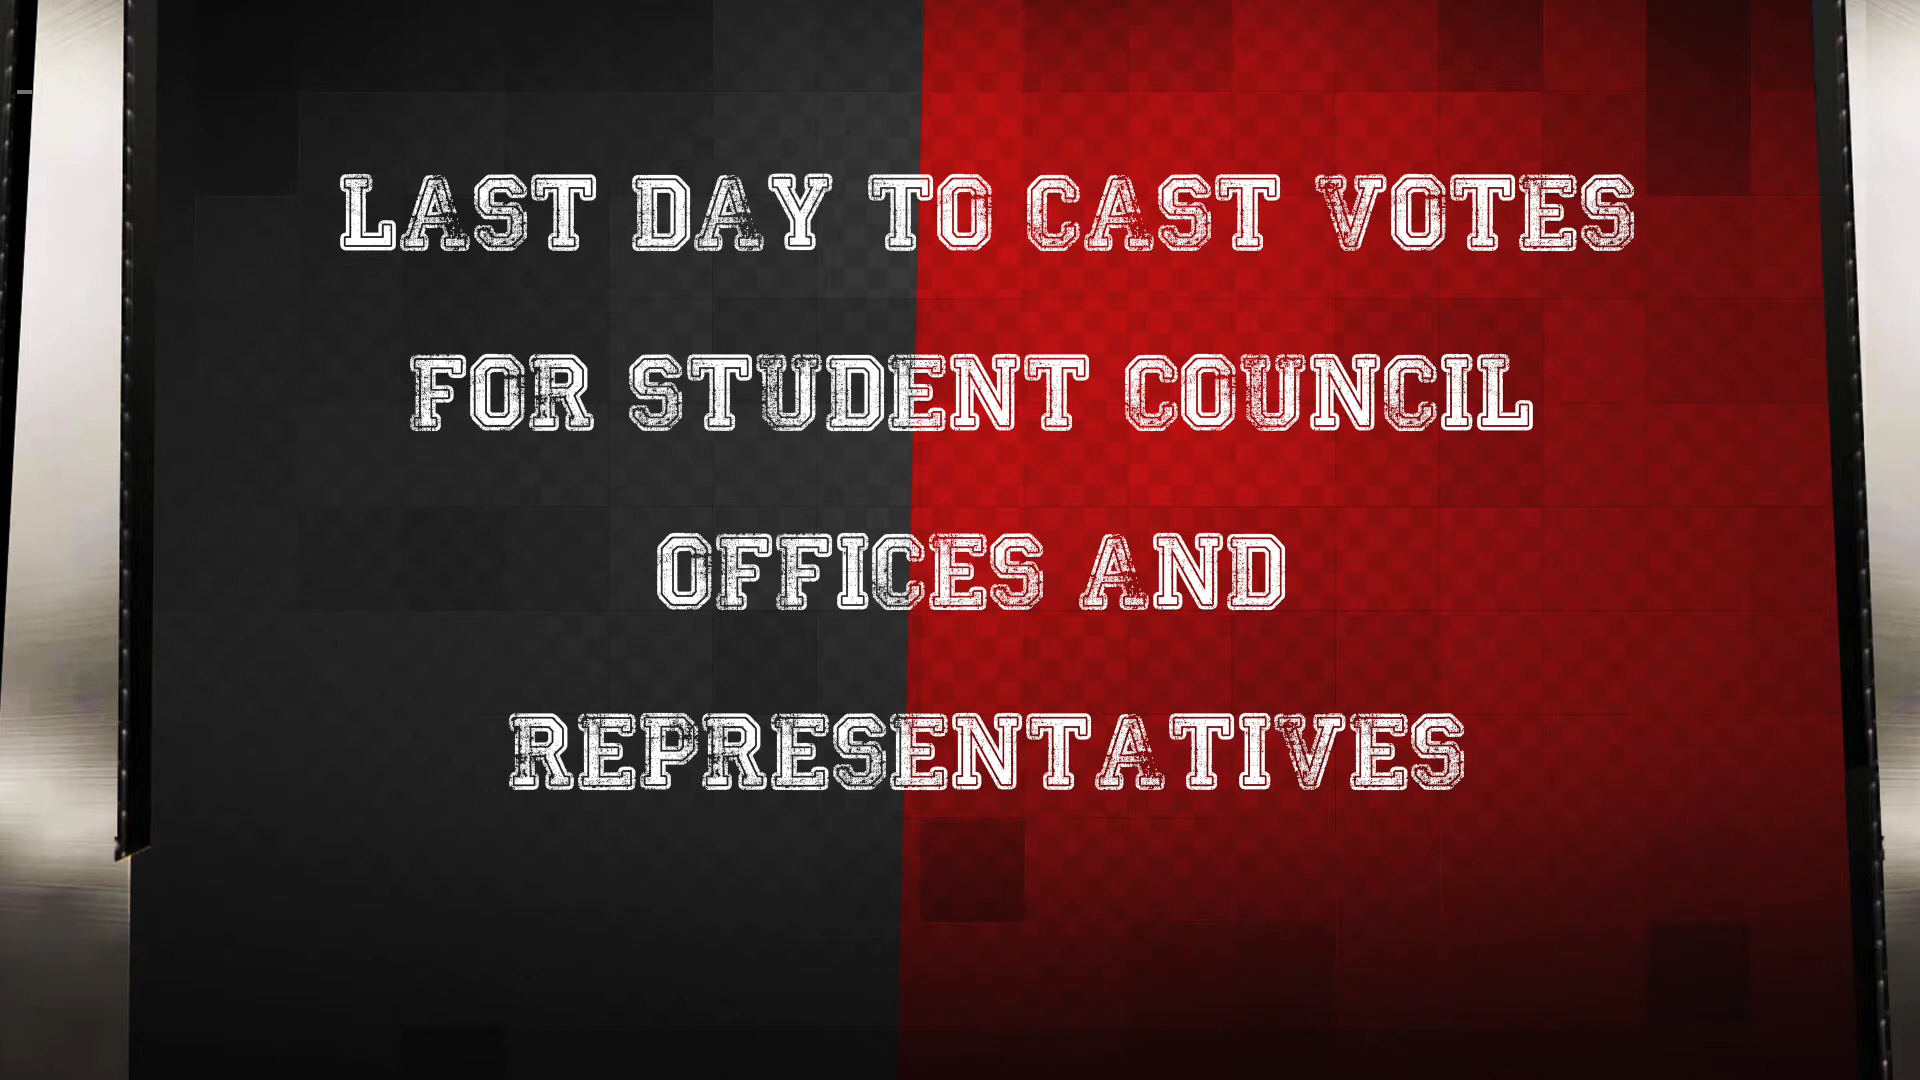 LAST DAY TO CAST VOTES
FOR STUDENT COUNCIL
OFFICES AND
REPRESENTATIVES